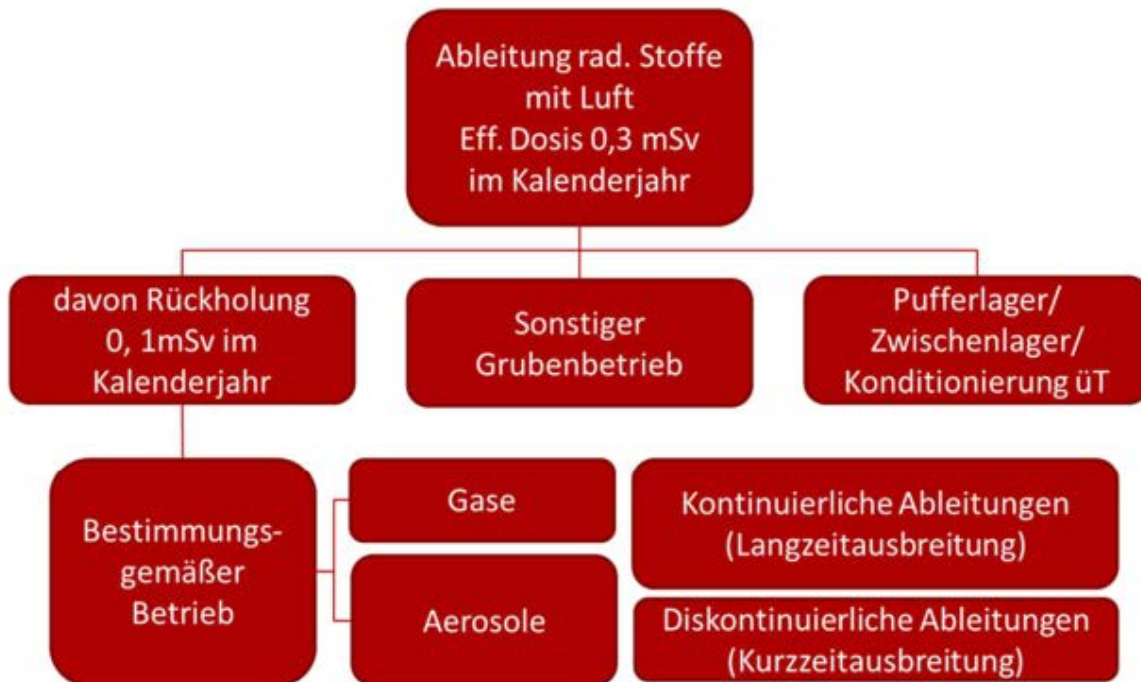 Ableitung rad. Stoffe
mit Luft
Eff. Dosis 0,3 mSv
im Kalenderjahr
davon Rückholung
0, 1mSv im
Kalenderjahr
Sonstiger
Grubenbetrieb
Pufferlager/
Zwischenlager/
Konditionierung üT
Bestimmungs-
gemäßer
Betrieb
Gase
Aerosole
Kontinuierliche Ableitungen
(Langzeitausbreitung)
Diskontinuierliche Ableitungen
(Kurzzeitausbreitung)